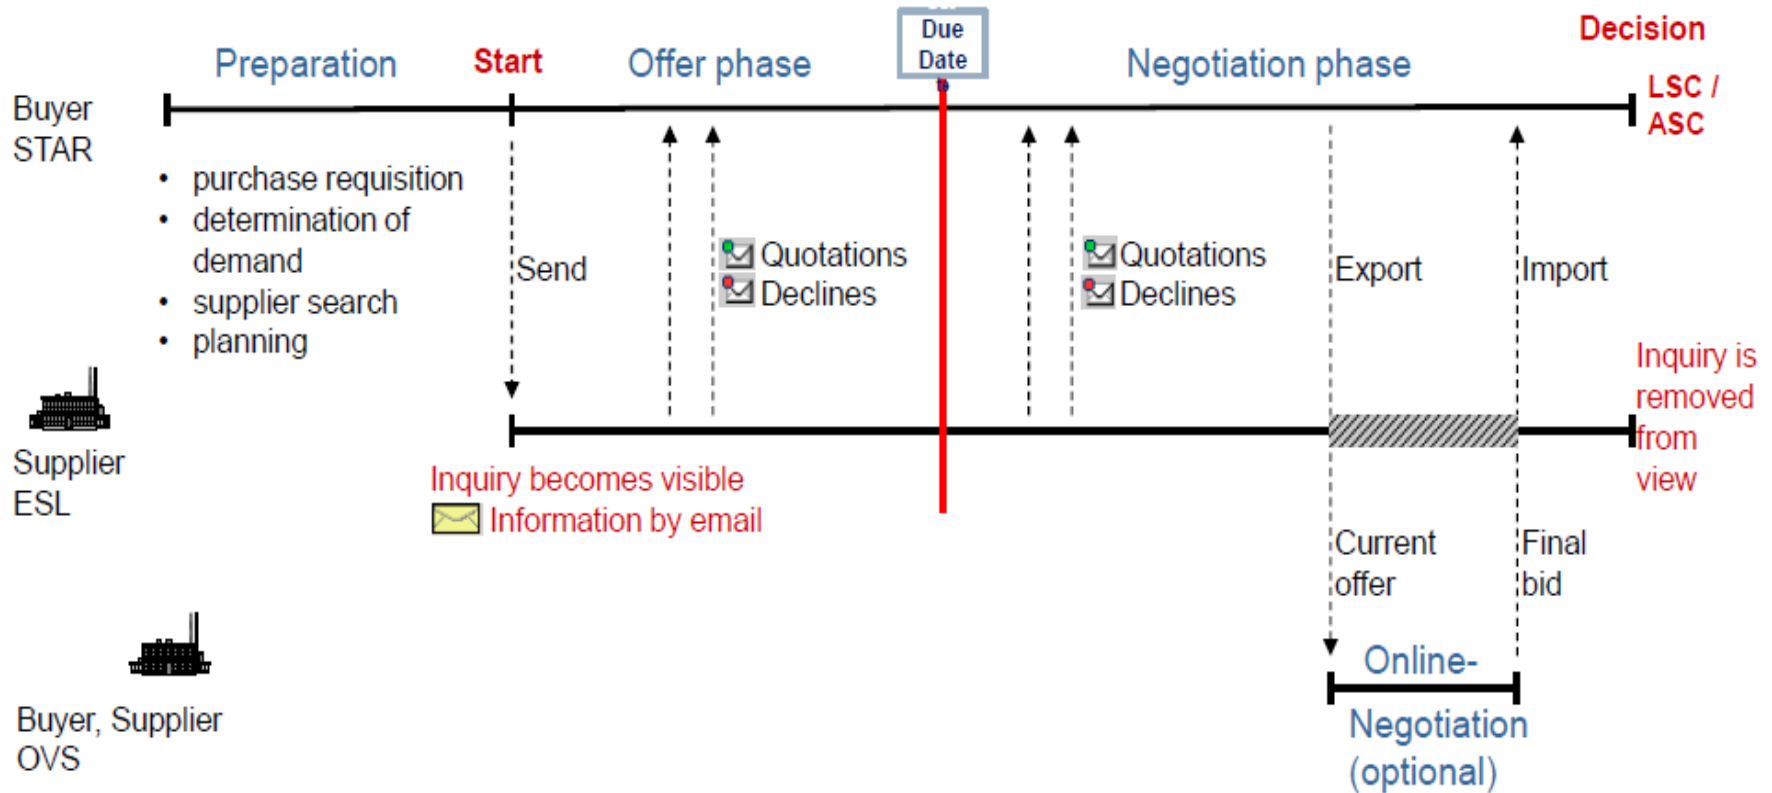 Due
Date
Decision
Preparation
Start
Offer phase
Negotiation phase
LSC /
ASC
Buyer
STAR
• purchase requisition
• determination of
demand
• supplier search
• planning
Send
Quotations
Declines
Quotations
Declines
Export
Import
Inquiry is
removed
from
view
Supplier
ESL
Inquiry becomes visible
Information by email
Current
offer
Final
bid
Online-
Negotiation
(optional)
Buyer, Supplier
OVS